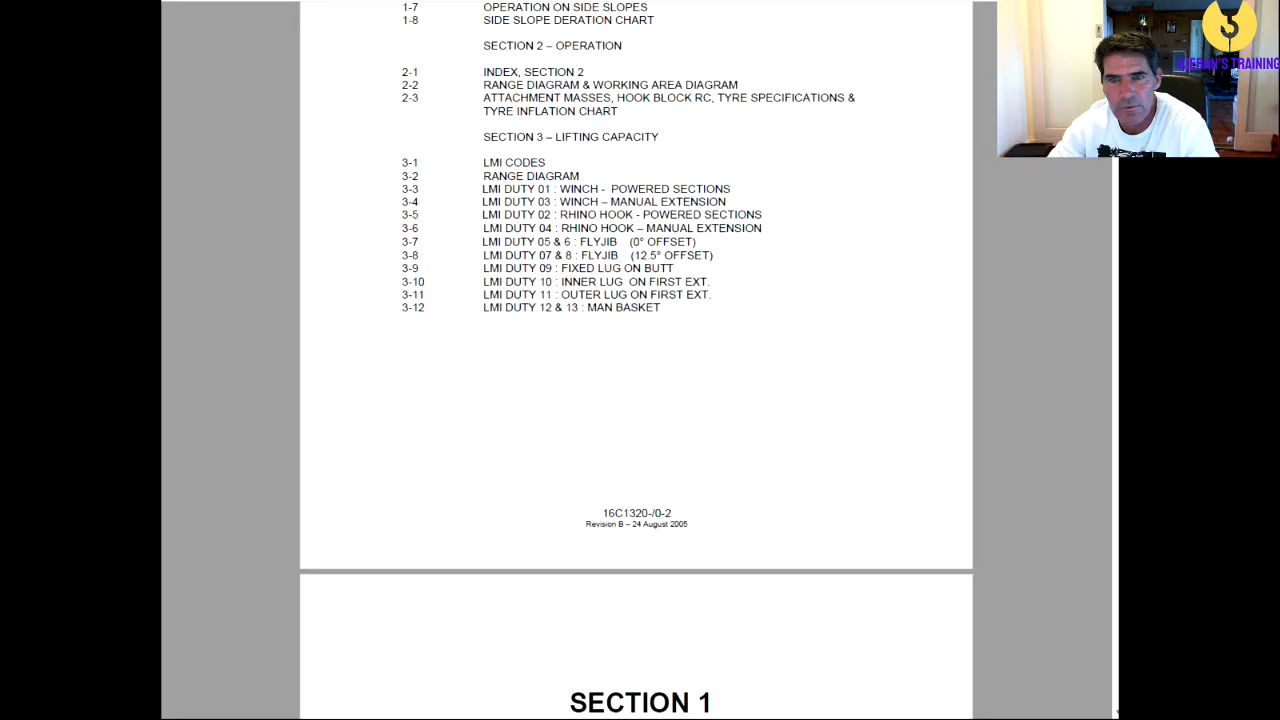 1-7 OPERATION ON SIDE SLOPES
1-8 SIDE SLOPE DERATION CHART
SECTION 2 – OPERATION
2-1 INDEX, SECTION 2
2-2 RANGE DIAGRAM & WORKING AREA DIAGRAM
2-3 ATTACHMENT MASSES, HOOK BLOCK RC, TYRE SPECIFICATIONS &
TYRE INFLATION CHART
SECTION 3 – LIFTING CAPACITY
3-1 LMI CODES
3-2 RANGE DIAGRAM
3-3 LMI DUTY 01 : WINCH - POWERED SECTIONS
3-4 LMI DUTY 03 : WINCH – MANUAL EXTENSION
3-5 LMI DUTY 02 : RHINO HOOK - POWERED SECTIONS
3-6 LMI DUTY 04 : RHINO HOOK – MANUAL EXTENSION
3-7 LMI DUTY 05 & 6 : FLYJIB (0° OFFSET)
3-8 LMI DUTY 07 & 8 : FLYJIB (12.5° OFFSET)
3-9 LMI DUTY 09 : FIXED LUG ON BUTT
3-10 LMI DUTY 10 : INNER LUG ON FIRST EXT.
3-11 LMI DUTY 11 : OUTER LUG ON FIRST EXT.
3-12 LMI DUTY 12 & 13 : MAN BASKET
16C1320-/0-2
Revision B – 24 August 2005
SECTION 1
TRAINING